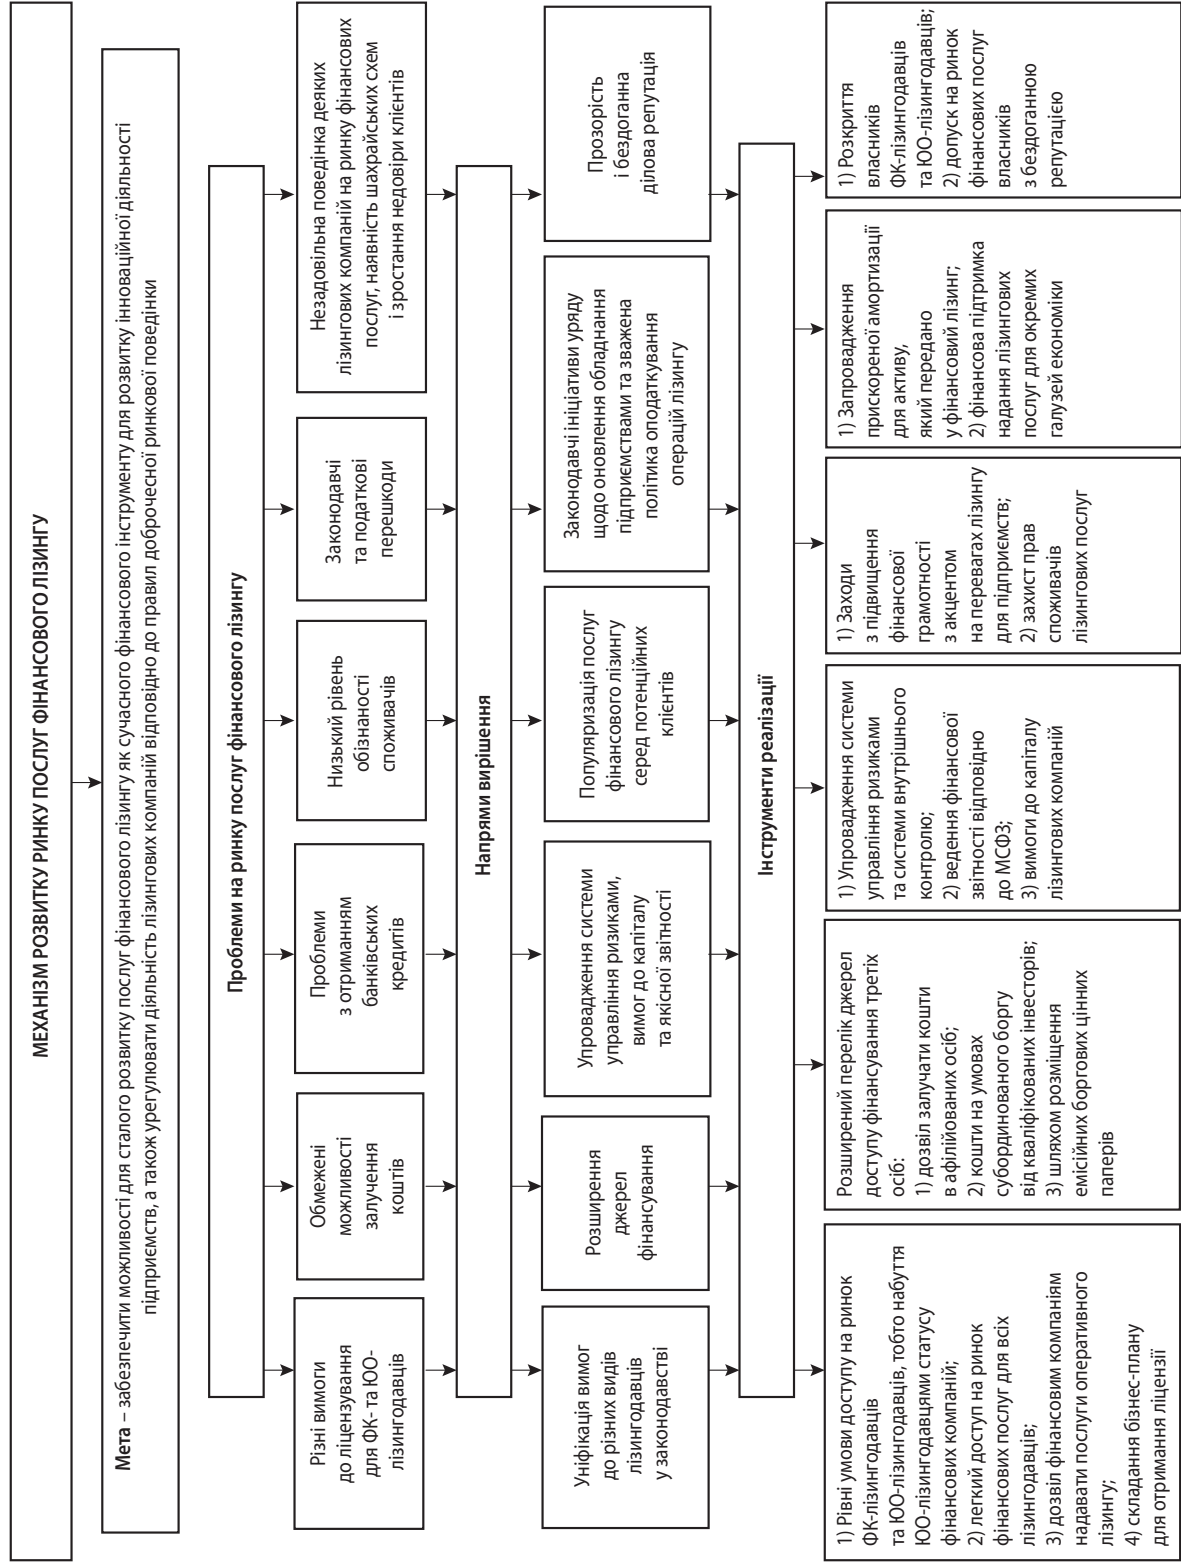 МЕХАНІЗМ РОЗВИТКУ РИНКУ ПОСЛУГ ФІНАНСОВОГО ЛІЗИНГУ
Мета – забезпечити можливості для сталого розвитку послуг фінансового лізингу як сучасного фінансового інструменту для розвитку інноваційної діяльності
підприємств, а також урегулювати діяльність лізингових компаній відповідно до правил доброчесної ринкової поведінки
Проблеми на ринку послуг фінансового лізингу
Різні вимоги
до ліцензування
для ФК- та ЮО-
лізингодавців
Обмежені
можливості
залучення
коштів
Проблеми
з отриманням
банківських
кредитів
Низький рівень
обізнаності
споживачів
Законодавчі
та податкові
перешкоди
Незадовільна поведінка деяких
лізингових компаній на ринку фінансових
послуг, наявність шахрайських схем
і зростання недовіри клієнтів
Напрями вирішення
Уніфікація вимог
до різних видів
лізингодавців
у законодавстві
Розширення
джерел
фінансування
Упровадження системи
управління ризиками,
вимог до капіталу
та якісної звітності
Популяризація послуг
фінансового лізингу
серед потенційних
клієнтів
Законодавчі ініціативи уряду
щодо оновлення обладнання
підприємствами та зважена
політика оподаткування
операцій лізингу
Прозорість
і бездоганна
ділова репутація
Інструменти реалізації
1) Рівні умови доступу на ринок
ФК-лізингодавців
та ЮО-лізингодавців, тобто набуття
ЮО-лізингодавцями статусу
фінансових компаній;
2) легкий доступ на ринок
фінансових послуг для всіх
лізингодавців;
3) дозвіл фінансовим компаніям
надавати послуги оперативного
лізингу;
4) складання бізнес-плану
для отримання ліцензії
Розширений перелік джерел
доступу фінансування третіх
осіб:
1) дозвіл залучати кошти
в афілійованих осіб;
2) кошти на умовах
субординованого боргу
від кваліфікованих інвесторів;
3) шляхом розміщення
емісійних боргових цінних
паперів
1) Упровадження системи
управління ризиками
та системи внутрішнього
контролю;
2) ведення фінансової
звітності відповідно
до МСФЗ;
3) вимоги до капіталу
лізингових компаній
1) Заходи
з підвищення
фінансової
грамотності
з акцентом
на перевагах лізингу
для підприємств;
2) захист прав
споживачів
лізингових послуг
1) Запровадження
прискореної амортизації
для активу,
який передано
у фінансовий лізинг;
2) фінансова підтримка
надання лізингових
послуг для окремих
галузей економіки
1) Розкриття
власників
ФК-лізингодавців
та ЮО-лізингодавців;
2) допуск на ринок
фінансових послуг
власників
з бездоганною
репутацією